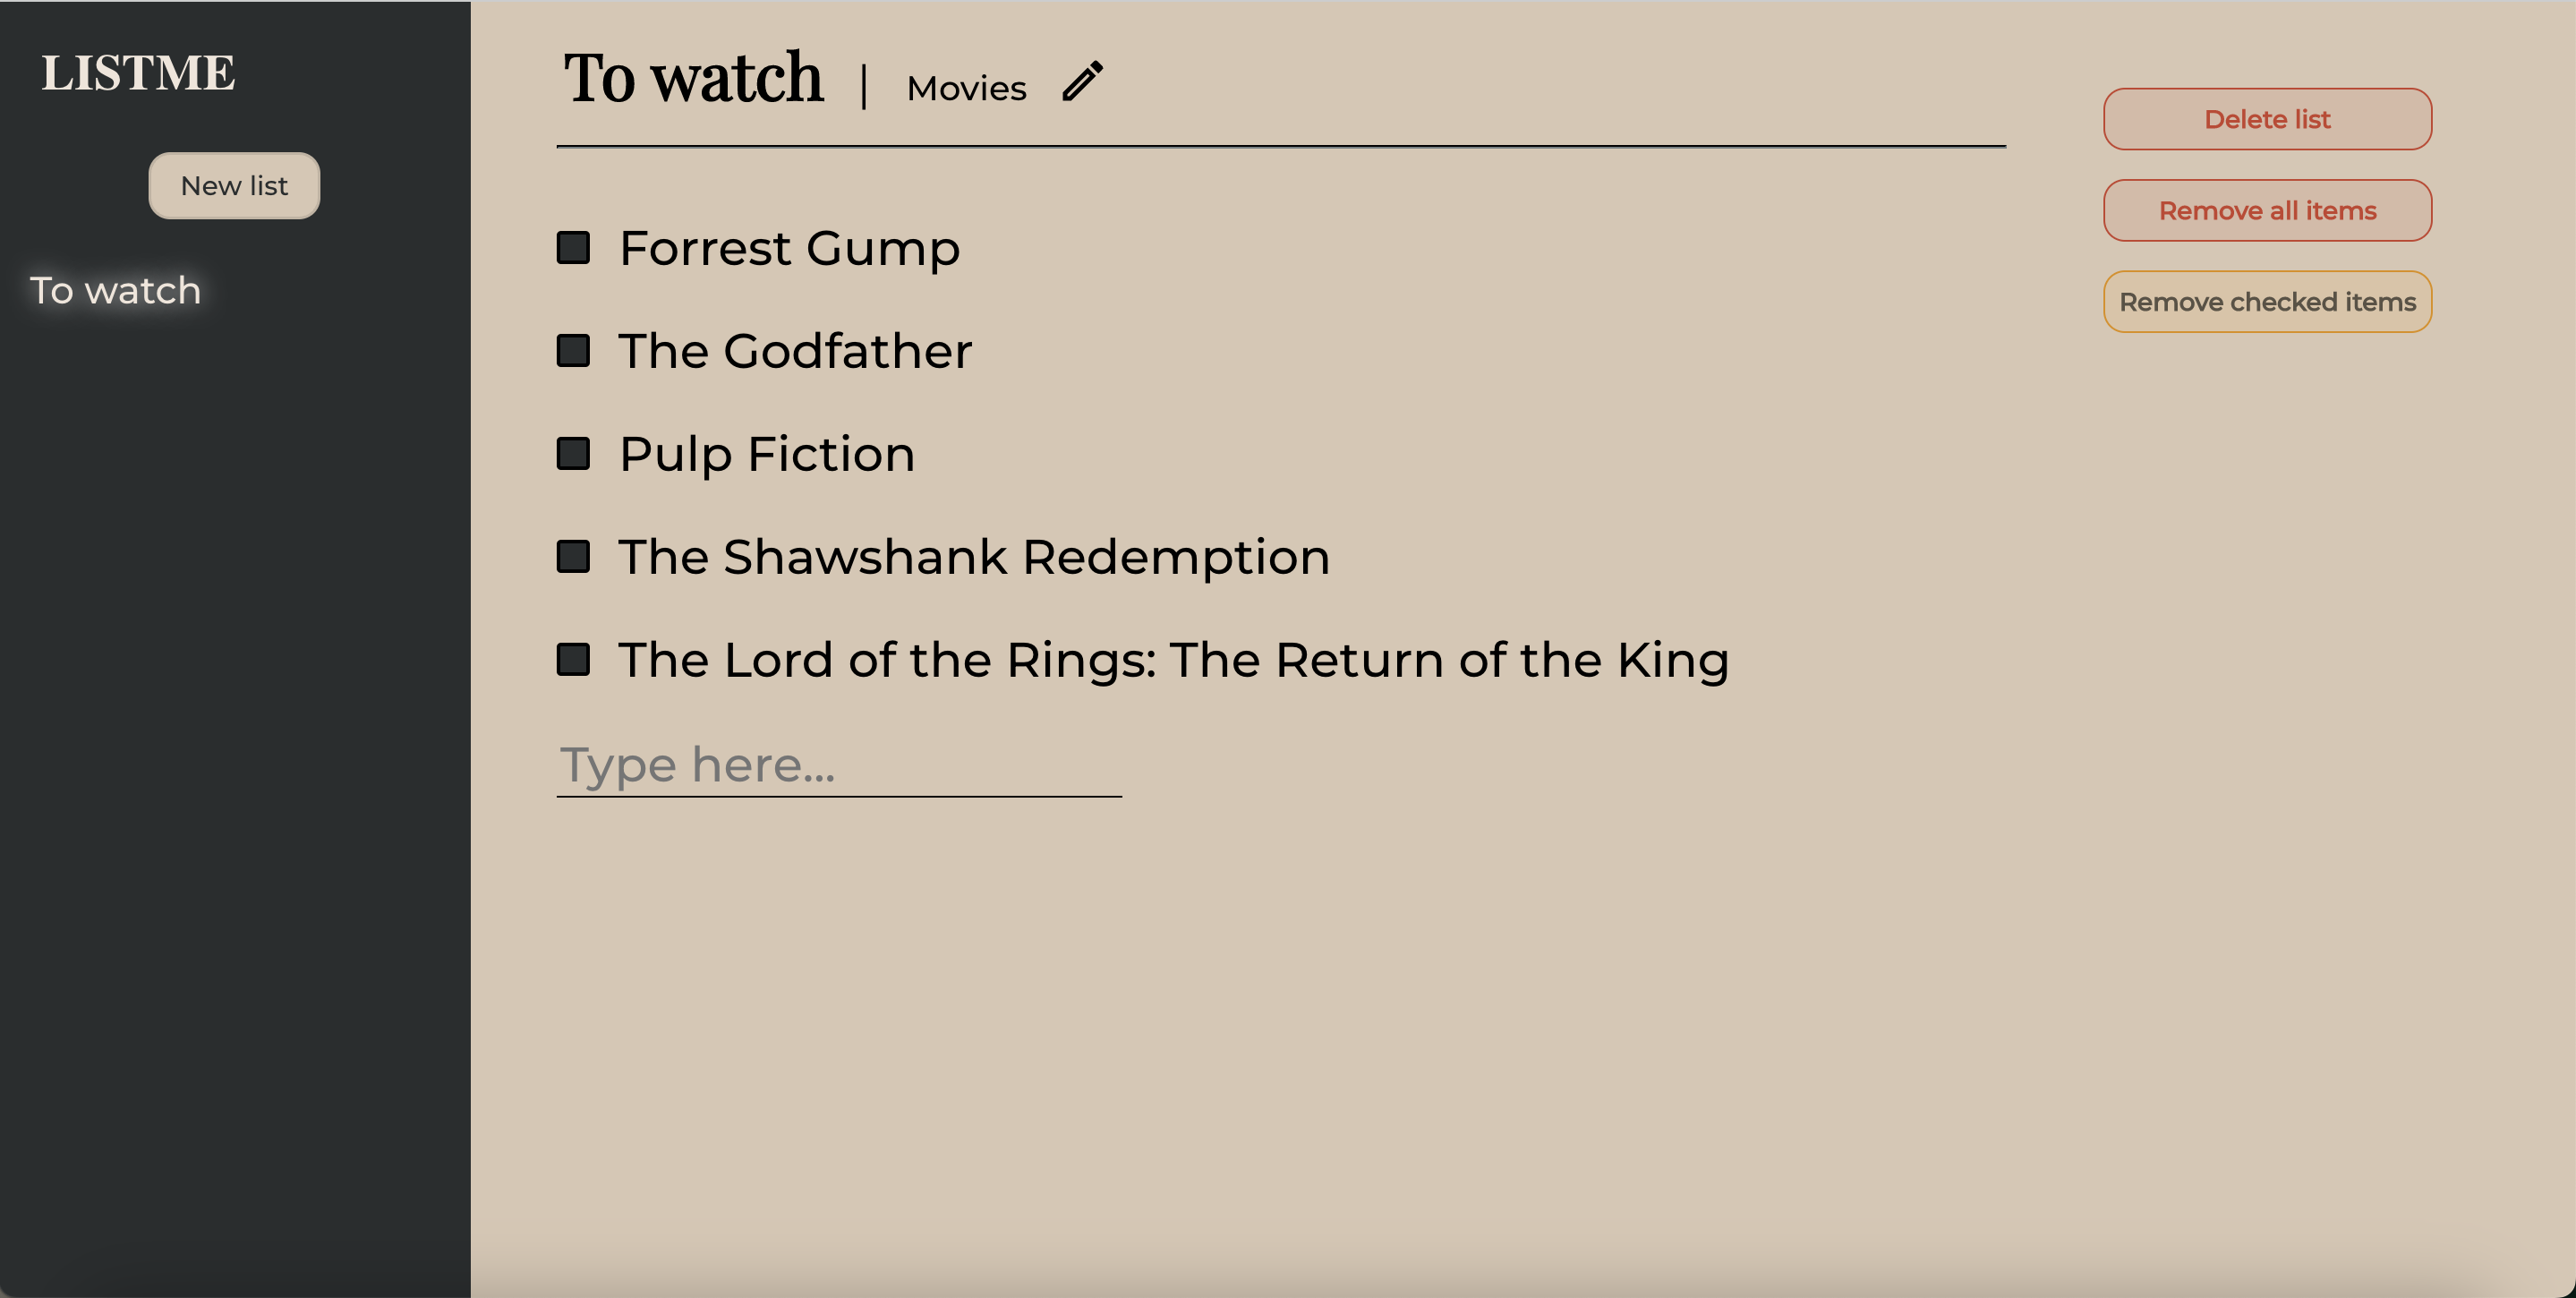 LISTME
New list
To watch
To watch | Movies
Forrest Gump
The Godfather
Pulp Fiction
The Shawshank Redemption
The Lord of the Rings: The Return of the King
Type here...
Delete list
Remove all items
Remove checked items